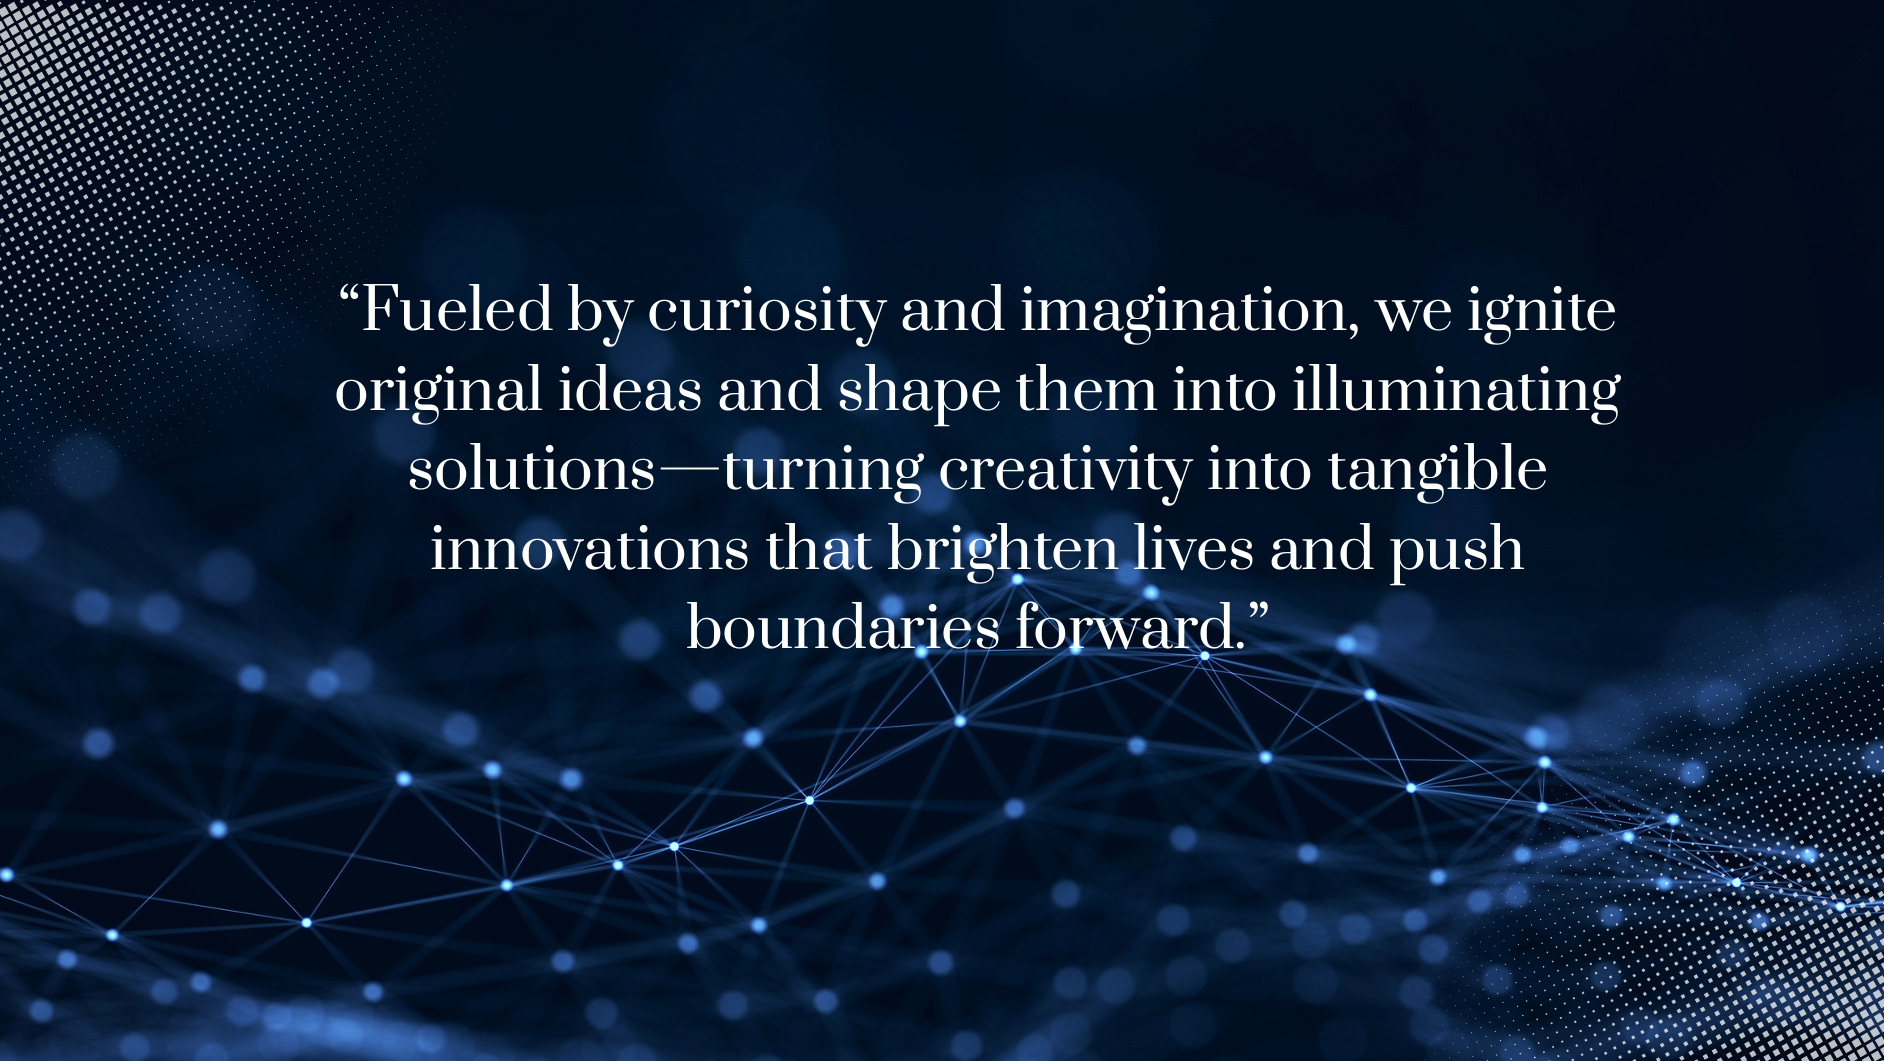 “Fueled by curiosity and imagination, we ignite
original ideas and shape them into illuminating
solutions—turning creativity into tangible
innovations that brighten lives and push
boundaries forward.”